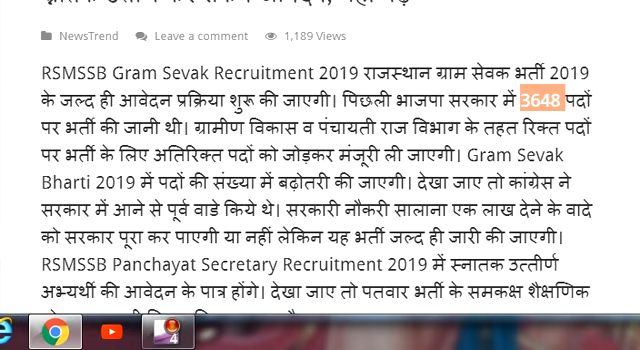 NewsTrend Leave a comment 1,189 Views
RSMSSB Gram Sevak Recruitment 2019 राजस्थान ग्राम सेवक भर्ती 2019
के जल्द ही आवेदन प्रक्रिया शुरू की जाएगी। पिछली भाजपा सरकार में 3648 पदों
पर भर्ती की जानी थी। ग्रामीण विकास व पंचायती राज विभाग के तहत रिक्त पदों
पर भर्ती के लिए अतिरिक्त पदों को जोड़कर मंजूरी ली जाएगी। Gram Sevak
Bharti 2019 में पदों की संख्या में बढ़ोतरी की जाएगी। देखा जाए तो कांग्रेस ने
सरकार में आने से पूर्व वाडे किये थे। सरकारी नौकरी सालाना एक लाख देने के वादे
को सरकार पूरा कर पाएगी या नहीं लेकिन यह भर्ती जल्द ही जारी की जाएगी।
RSMSSB Panchayat Secretary Recruitment 2019 में स्नातक उत्तीर्ण
अभ्यर्थी की आवेदन के पात्र होंगे। देखा जाए तो पतवार भर्ती के समकक्ष शैक्षणिक
4